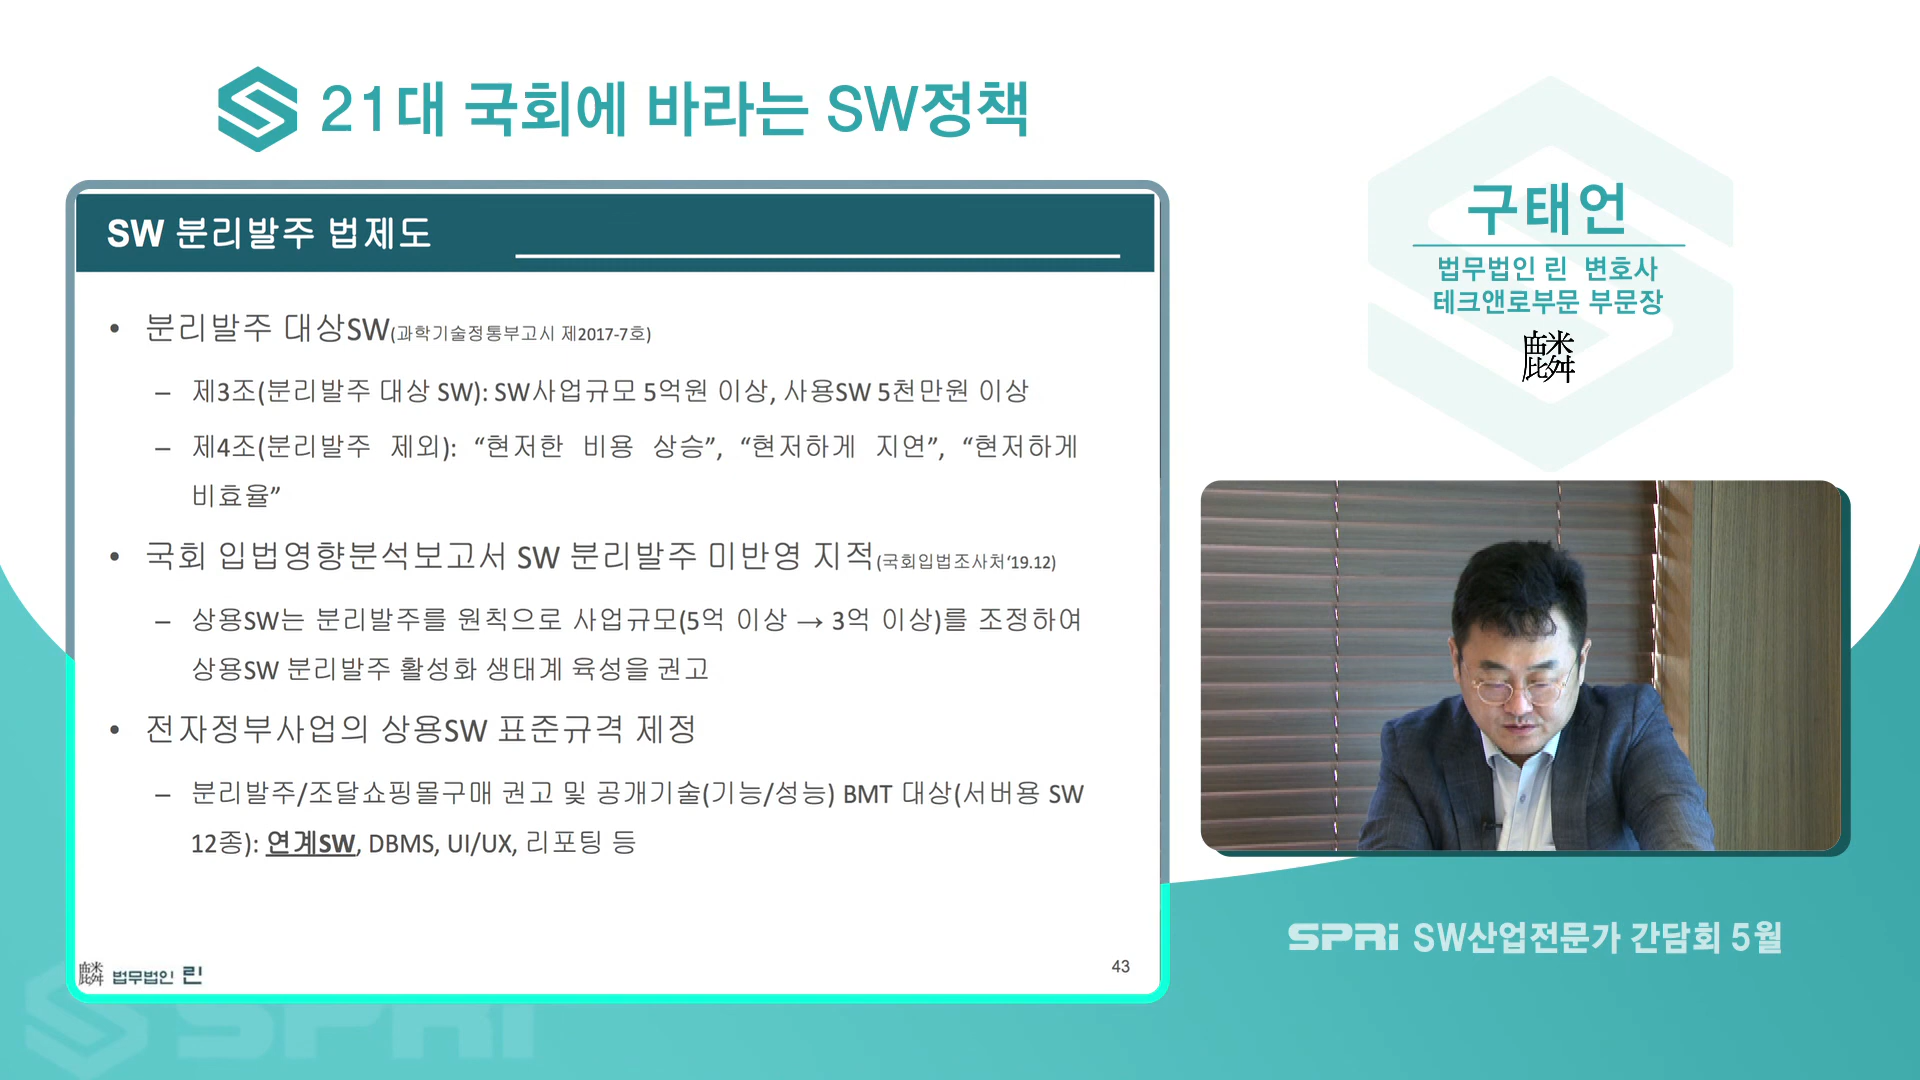 21대 국회에 바라는 SW정책
SW 분리발주 법제도
• 분리발주 대상SW(과학기술정통부고시 제2017-7호)
– 제3조(분리발주 대상 SW): SW사업규모 5억원 이상, 사용SW 5천만원 이상
– 제4조(분리발주 제외): “현저한 비용 상승”, “현저하게 지연”, “현저하게
비효율”
• 국회 입법영향분석보고서 SW 분리발주 미반영 지적(국회입법조사처‘19.12)
– 상용SW는 분리발주를 원칙으로 사업규모(5억 이상 → 3억 이상)를 조정하여
상용SW 분리발주 활성화 생태계 육성을 권고
• 전자정부사업의 상용SW 표준규격 제정
– 분리발주/조달쇼핑몰구매 권고 및 공개기술(기능/성능) BMT 대상(서버용 SW
12종): 연계SW, DBMS, UI/UX, 리포팅 등
麟 법무법인 린
43
구태언
법무법인 린 변호사
테크앤로부문 부문장
麟
SPRi SW산업전문가 간담회 5월
SPRi